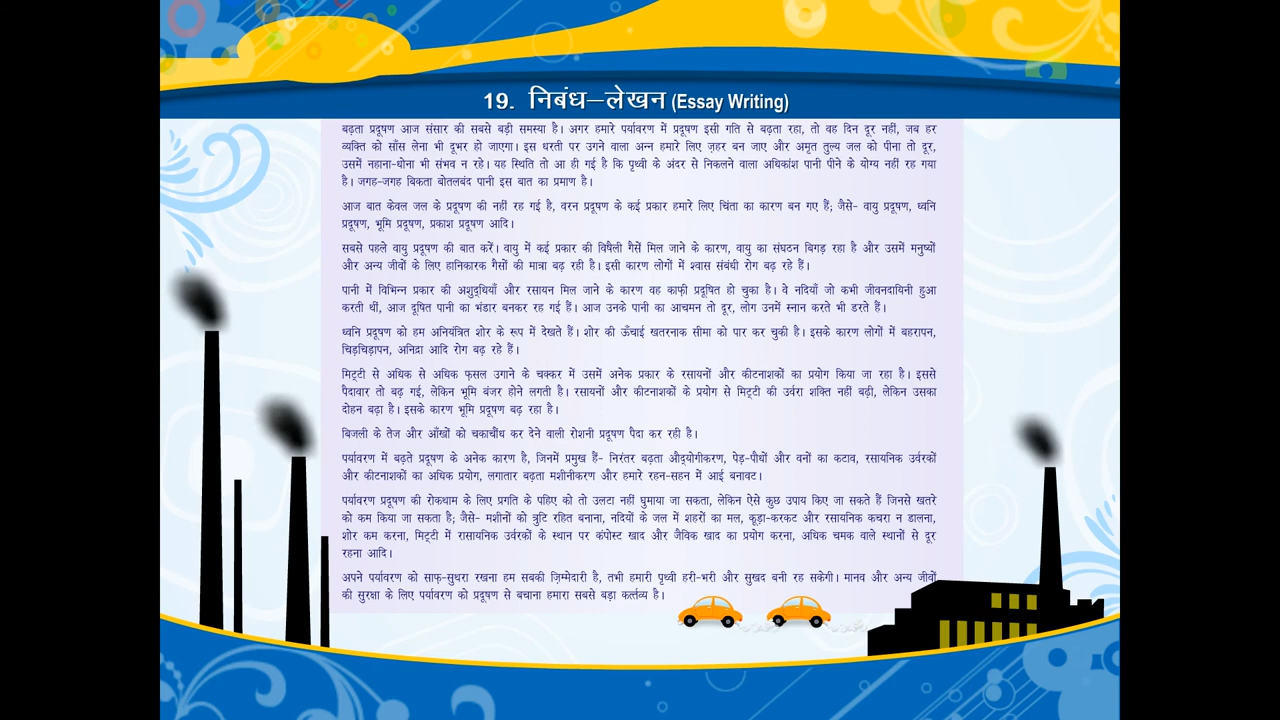 19. निबंध–लेखन (Essay Writing)
बढ़ता प्रदूषण आज संसार की सबसे बड़ी समस्या है। अगर हमारे पर्यावरण में प्रदूषण इसी गति से बढ़ता रहा, तो वह दिन दूर नहीं, जब हर
व्यक्ति को साँस लेना भी दूभर हो जाएगा। इस धरती पर उगने वाला अन्न हमारे लिए ज़हर बन जाए और अमृत तुल्य जल को पीना तो दूर,
उसमें नहाना-धोना भी संभव न रहे। यह स्थिति तो आ ही गई है कि पृथ्वी के अंदर से निकलने वाला अधिकांश पानी पीने के योग्य नहीं रह गया
है। जगह-जगह बिकता बोतलबंद पानी इस बात का प्रमाण है।
आज बात केवल जल के प्रदूषण की नहीं रह गई है, वरन प्रदूषण के कई प्रकार हमारे लिए चिंता का कारण बन गए हैं; जैसे- वायु प्रदूषण, ध्वनि
प्रदूषण, भूमि प्रदूषण, प्रकाश प्रदूषण आदि।
सबसे पहले वायु प्रदूषण की बात करें। वायु में कई प्रकार की विषैली गैसें मिल जाने के कारण, वायु का संघठन बिगड़ रहा है और उसमें मनुष्यों
और अन्य जीवों के लिए हानिकारक गैसों की मात्रा बढ़ रही है। इसी कारण लोगों में श्वास संबंधी रोग बढ़ रहे हैं।
पानी में विभिन्न प्रकार की अशुद्धियाँ और रसायन मिल जाने के कारण वह काफ़ी प्रदूषित हो चुका है। वे नदियाँ जो कभी जीवनदायिनी हुआ
करती थीं, आज दूषित पानी का भंडार बनकर रह गई हैं। आज उनके पानी का आचमन तो दूर, लोग उनमें स्नान करते भी डरते हैं।
ध्वनि प्रदूषण को हम अनियंत्रित शोर के रूप में देखते हैं। शोर की ऊँचाई खतरनाक सीमा को पार कर चुकी है। इसके कारण लोगों में बहरापन,
चिड़चिड़ापन, अनिद्रा आदि रोग बढ़ रहे हैं।
मिट्टी से अधिक से अधिक फ़सल उगाने के चक्कर में उसमें अनेक प्रकार के रसायनों और कीटनाशकों का प्रयोग किया जा रहा है। इससे
पैदावार तो बढ़ गई, लेकिन भूमि बंजर होने लगती है। रसायनों और कीटनाशकों के प्रयोग से मिट्टी की उर्वरा शक्ति नहीं बढ़ी, लेकिन उसका
दोहन बढ़ा है। इसके कारण भूमि प्रदूषण बढ़ रहा है।
बिजली के तेज और आँखों को चकाचौंध कर देने वाली रोशनी प्रदूषण पैदा कर रही है।
पर्यावरण में बढ़ते प्रदूषण के अनेक कारण है, जिनमें प्रमुख हैं- निरंतर बढ़ता औद्योगीकरण, पेड़-पौधों और वनों का कटाव, रसायनिक उर्वरकों
और कीटनाशकों का अधिक प्रयोग, लगातार बढ़ता मशीनीकरण और हमारे रहन-सहन में आई बनावट।
पर्यावरण प्रदूषण की रोकथाम के लिए प्रगति के पहिए को तो उलटा नहीं घुमाया जा सकता, लेकिन ऐसे कुछ उपाय किए जा सकते हैं जिनसे खतरे
को कम किया जा सकता है; जैसे- मशीनों को त्रुटि रहित बनाना, नदियों के जल में शहरों का मल, कूड़ा-करकट और रसायनिक कचरा न डालना,
शोर कम करना, मिट्टी में रासायनिक उर्वरकों के स्थान पर कंपोस्ट खाद और जैविक खाद का प्रयोग करना, अधिक चमक वाले स्थानों से दूर
रहना आदि।
अपने पर्यावरण को साफ़-सुथरा रखना हम सबकी ज़िम्मेदारी है, तभी हमारी पृथ्वी हरी-भरी और सुखद बनी रह सकेगी। मानव और अन्य जीवों
की सुरक्षा के लिए पर्यावरण को प्रदूषण से बचाना हमारा सबसे बड़ा कर्त्तव्य है।